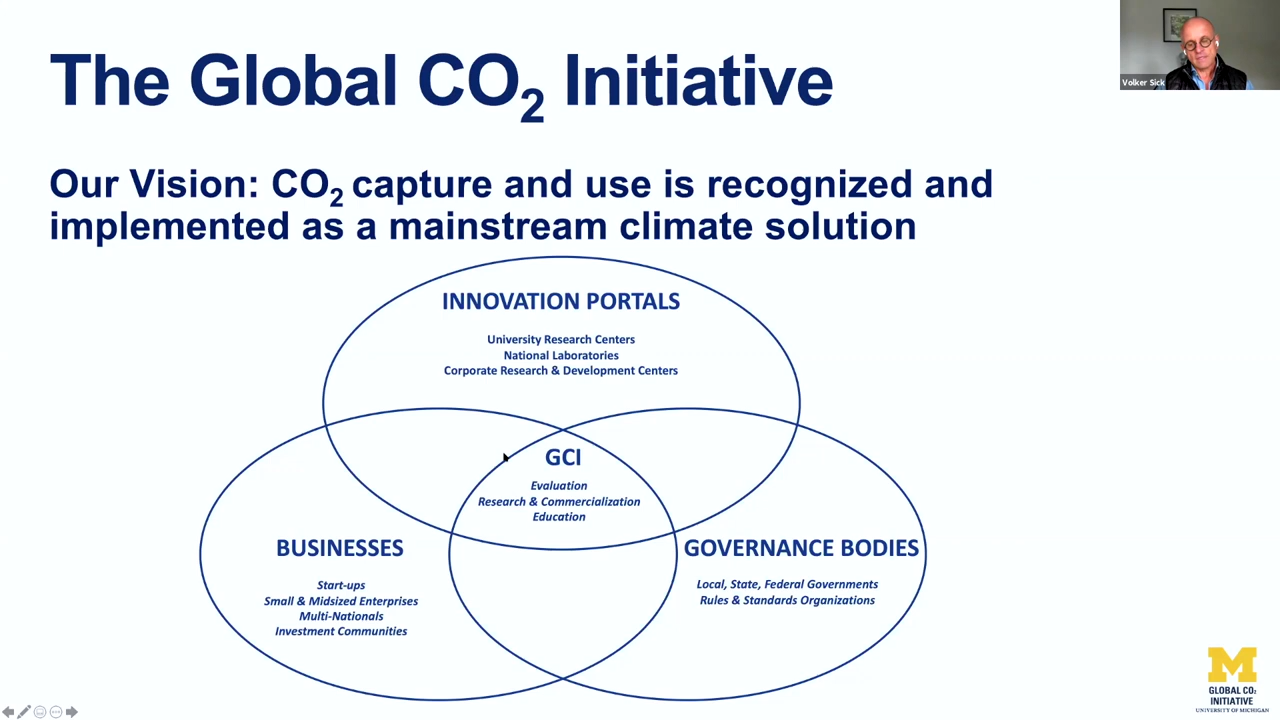 The Global CO₂ Initiative
Volker Sick
Our Vision: CO₂ capture and use is recognized and
implemented as a mainstream climate solution
INNOVATION PORTALS
University Research Centers
National Laboratories
Corporate Research & Development Centers
GCI
Evaluation
Research & Commercialization
Education
BUSINESSES
Start-ups
Small & Midsized Enterprises
Multi-Nationals
Investment Communities
GOVERNANCE BODIES
Local, State, Federal Governments
Rules & Standards Organizations
M
GLOBAL CO₂
INITIATIVE
UNIVERSITY OF MICHIGAN